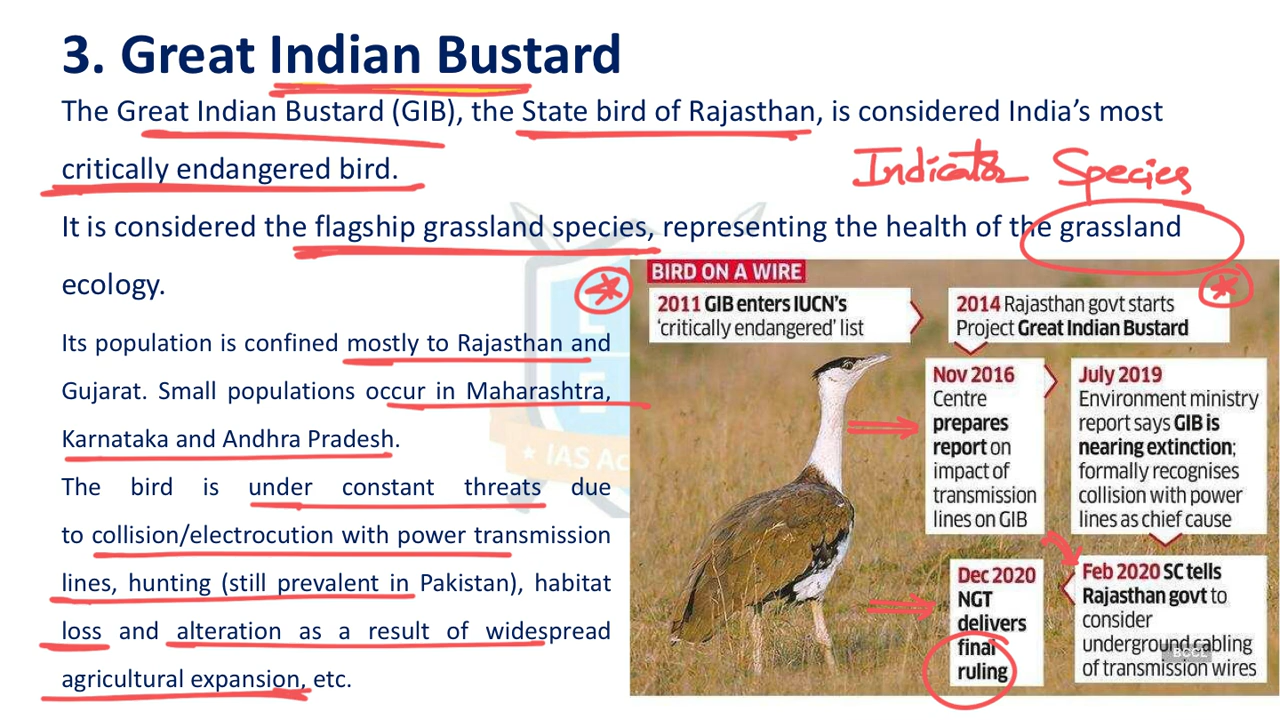 3. Great Indian Bustard
The Great Indian Bustard (GIB), the State bird of Rajasthan, is considered India's most
critically endangered bird.
Indicator Species
It is considered the flagship grassland species, representing the health of the grassland
ecology.
Its population is confined mostly to Rajasthan and
Gujarat. Small populations occur in Maharashtra,
Karnataka and Andhra Pradesh.
The bird is under constant threats due
to collision/electrocution with power transmission
lines, hunting (still prevalent in Pakistan), habitat
loss and alteration as a result of widespread
agricultural expansion, etc.
BIRD ON A WIRE
2011 GIB enters IUCN's
'critically endangered' list
2014 Rajasthan govt starts
Project Great Indian Bustard
Nov 2016
Centre
prepares
report on
impact of
transmission
lines on GIB
July 2019
Environment ministry
report says GIB is
nearing extinction;
formally recognises
collision with power
lines as chief cause
Feb 2020 SC tells
Rajasthan govt to
consider
underground cabling
of transmission wires
Dec 2020
NGT
delivers
final
ruling
BCCL
IAS